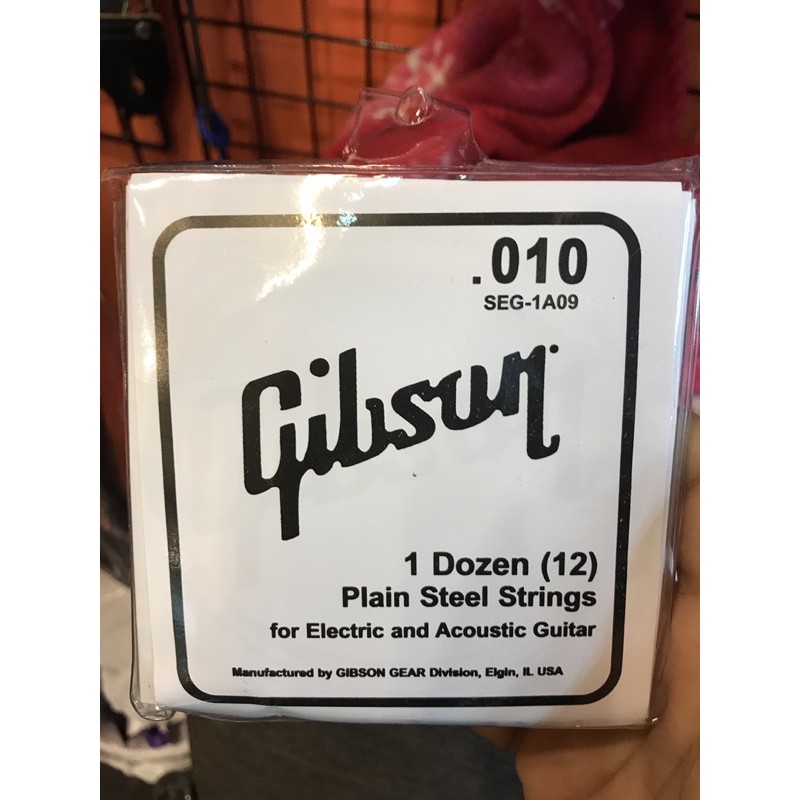 .010
SEG-1A09
Gibson
1 Dozen (12)
Plain Steel Strings
for Electric and Acoustic Guitar
Manufactured by GIBSON GEAR Division, Elgin, IL USA